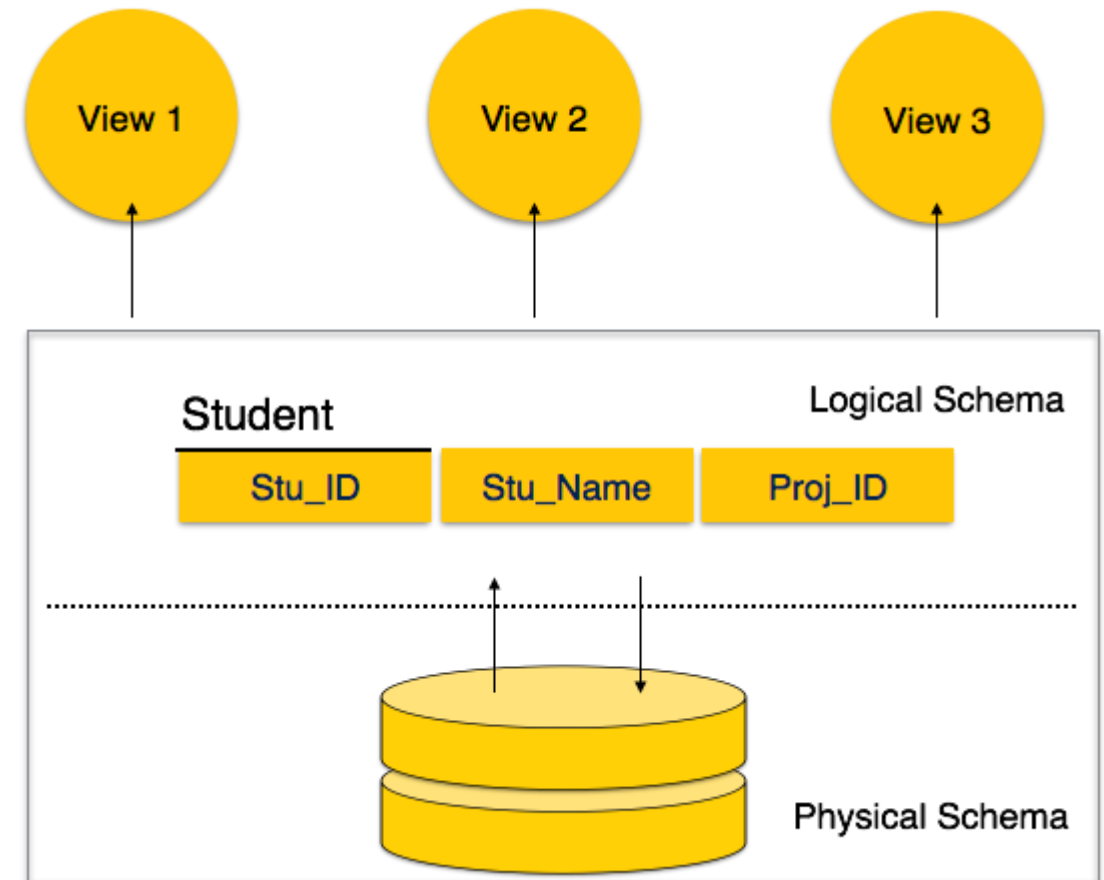 View 1
View 2
View 3
Logical Schema
Student
Stu_ID
Stu_Name
Proj_ID
Physical Schema